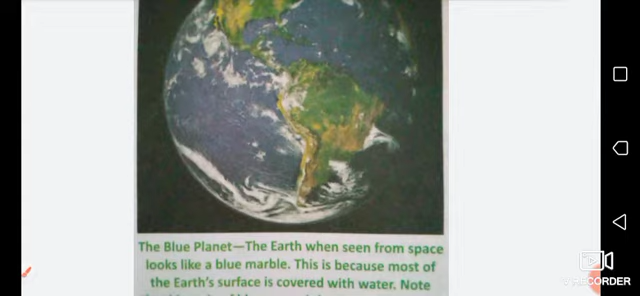 The Blue Planet—The Earth when seen from space
looks like a blue marble. This is because most of
the Earth's surface is covered with water. Note
RECORDER